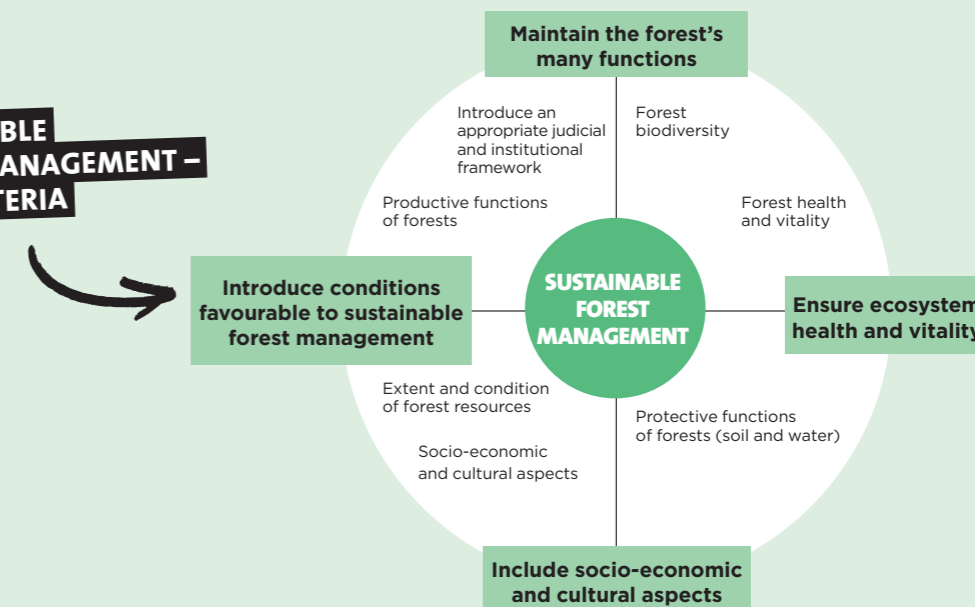 Maintain the forest's
many functions
BLE
ANAGEMENT –
TERIA
Introduce an
appropriate judicial
and institutional
framework
Forest
biodiversity
Productive functions
of forests
Forest health
and vitality
Introduce conditions
favourable to sustainable
forest management
SUSTAINABLE
FOREST
MANAGEMENT
Ensure ecosystem
health and vitality
Extent and condition
of forest resources
Protective functions
of forests (soil and water)
Socio-economic
and cultural aspects
Include socio-economic
and cultural aspects